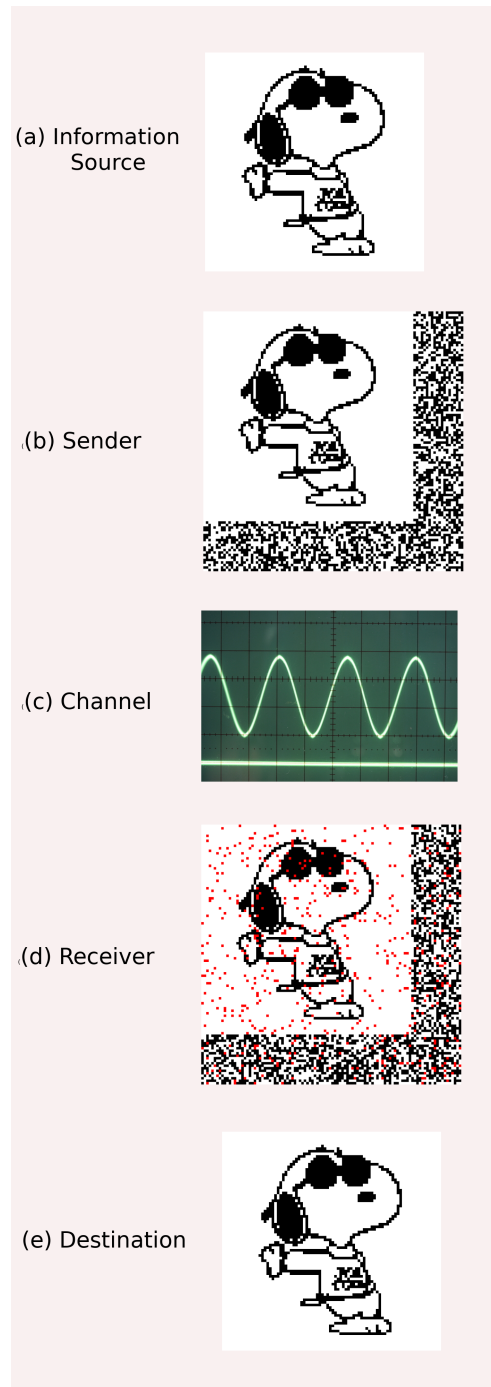 (a) Information
Source
(b) Sender
(c) Channel
(d) Receiver
(e) Destination